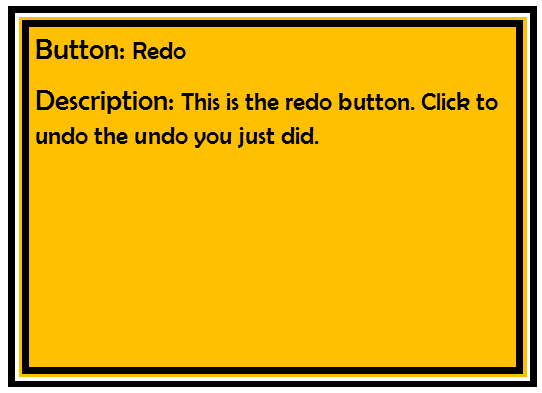 Button: Redo
Description: This is the redo button. Click to
undo the undo you just did.